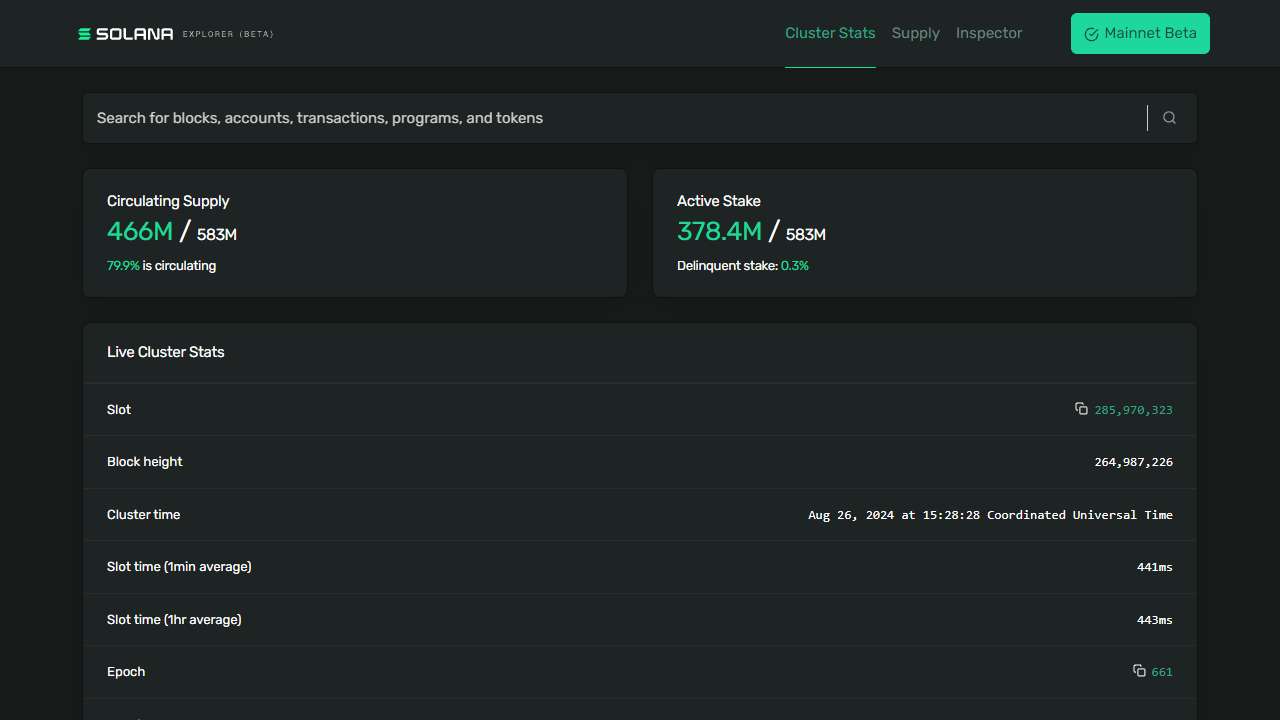 SOLANA EXPLORER (BETA)
Cluster Stats
Supply
Inspector
Mainnet Beta
Search for blocks, accounts, transactions, programs, and tokens
Circulating Supply
466M / 583M
79.9% is circulating
Active Stake
378.4M / 583M
Delinquent stake: 0.3%
Live Cluster Stats
Slot
285,970,323
Block height
264,987,226
Cluster time
Aug 26, 2024 at 15:28:28 Coordinated Universal Time
Slot time (1min average)
441ms
Slot time (1hr average)
443ms
Epoch
661